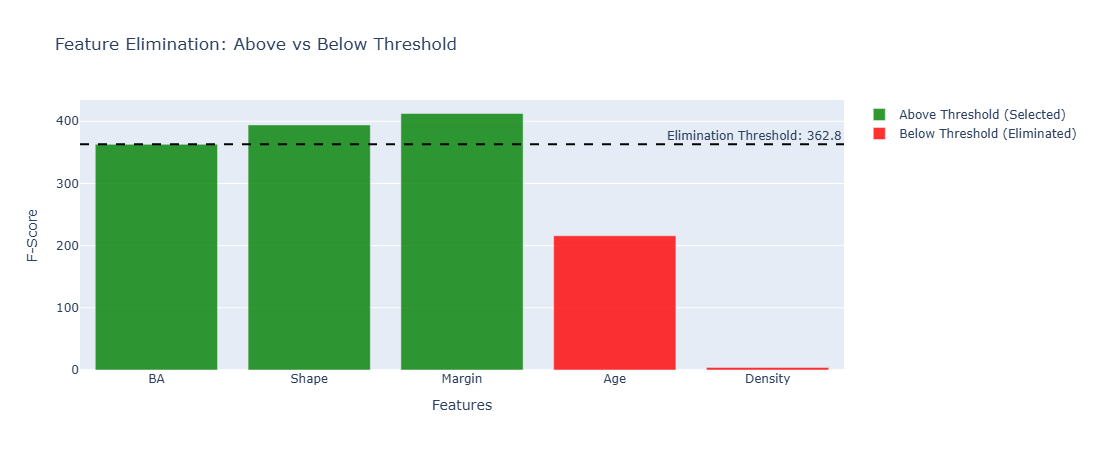 Feature Elimination: Above vs Below Threshold
Above Threshold (Selected)
Below Threshold (Eliminated)
Elimination Threshold: 362.8
F-Score
400
300
200
100
0
BA
Shape
Margin
Age
Density
Features